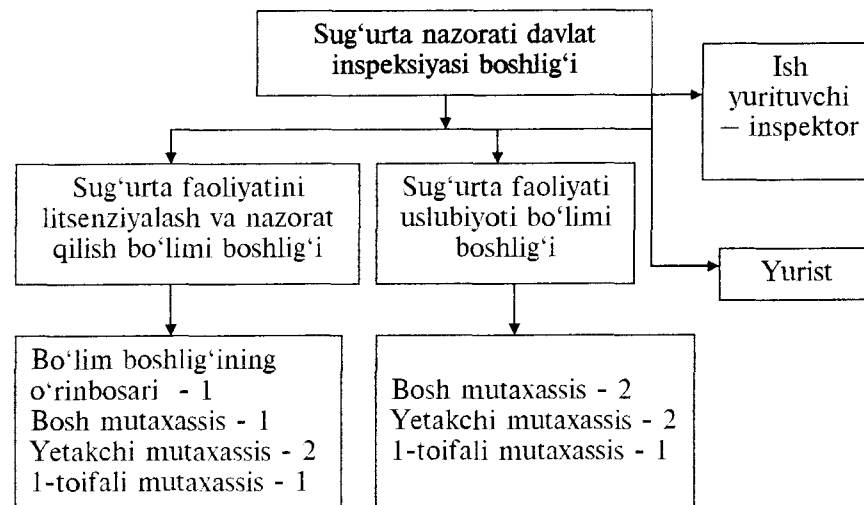 Sug‘urta nazorati davlat
inspeksiyasi boshlig‘i
Ish
yurituvchi
– inspektor
Sug‘urta faoliyatini
litsenziyalash va nazorat
qilish bo‘limi boshlig‘i
Sug‘urta faoliyati
uslubiyoti bo‘limi
boshlig‘i
Yurist
Bo‘lim boshlig‘ining
o‘rinbosari - 1
Bosh mutaxassis - 1
Yetakchi mutaxassis - 2
1-toifali mutaxassis - 1
Bosh mutaxassis - 2
Yetakchi mutaxassis - 2
1-toifali mutaxassis - 1